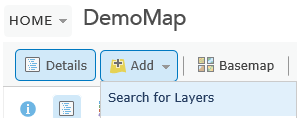 HOME DemoMap
Details Add Basemap
Search for Layers